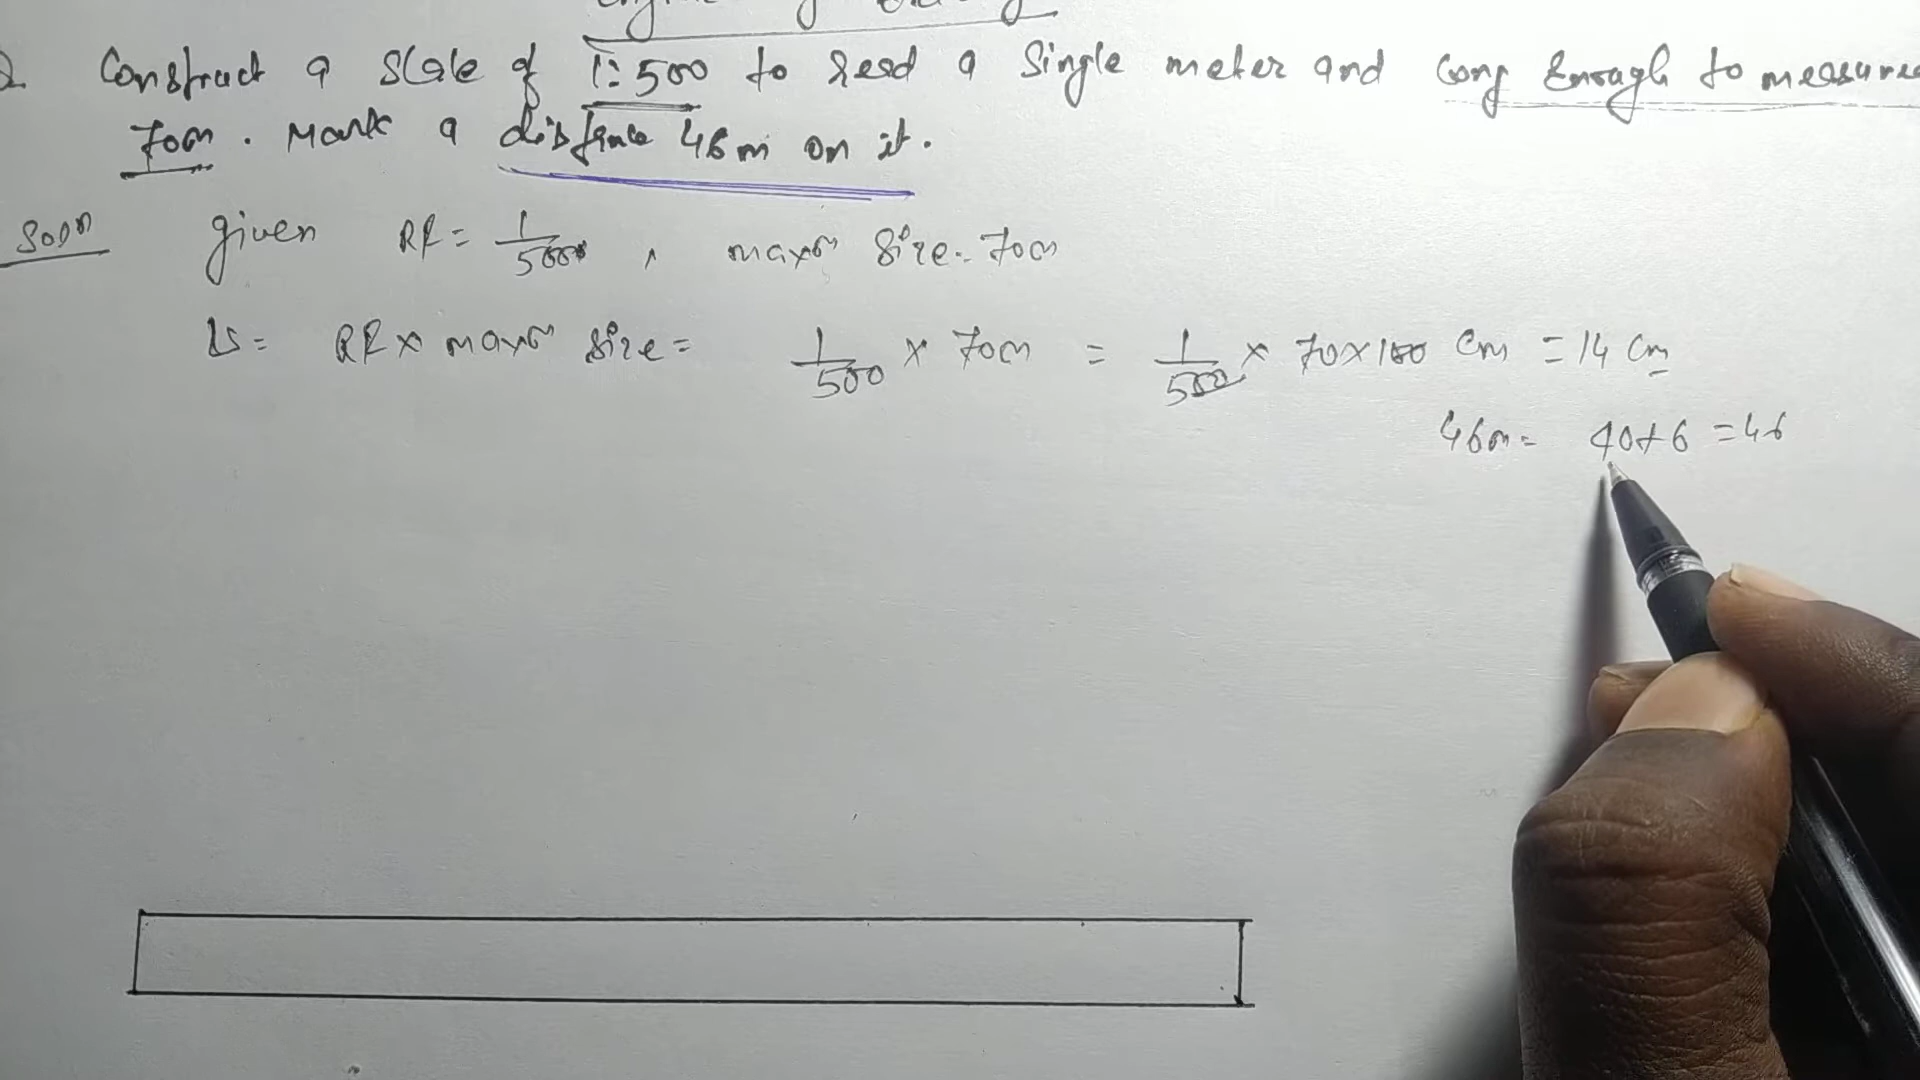 Construct a scale of 1:500 to read a single meter and long Enough to measure
70m. Mark a distance 46m on it.
Soln given RF = 1/500, maxm Size = 70m
LS = RF × maxm Size = 1/500 × 70m = 1/500 × 70×100 cm = 14 cm
46m = 40+6 = 46